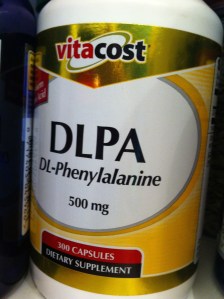 vitacost
DLPA
DL-Phenylalanine
500 mg
300 CAPSULES
DIETARY SUPPLEMENT